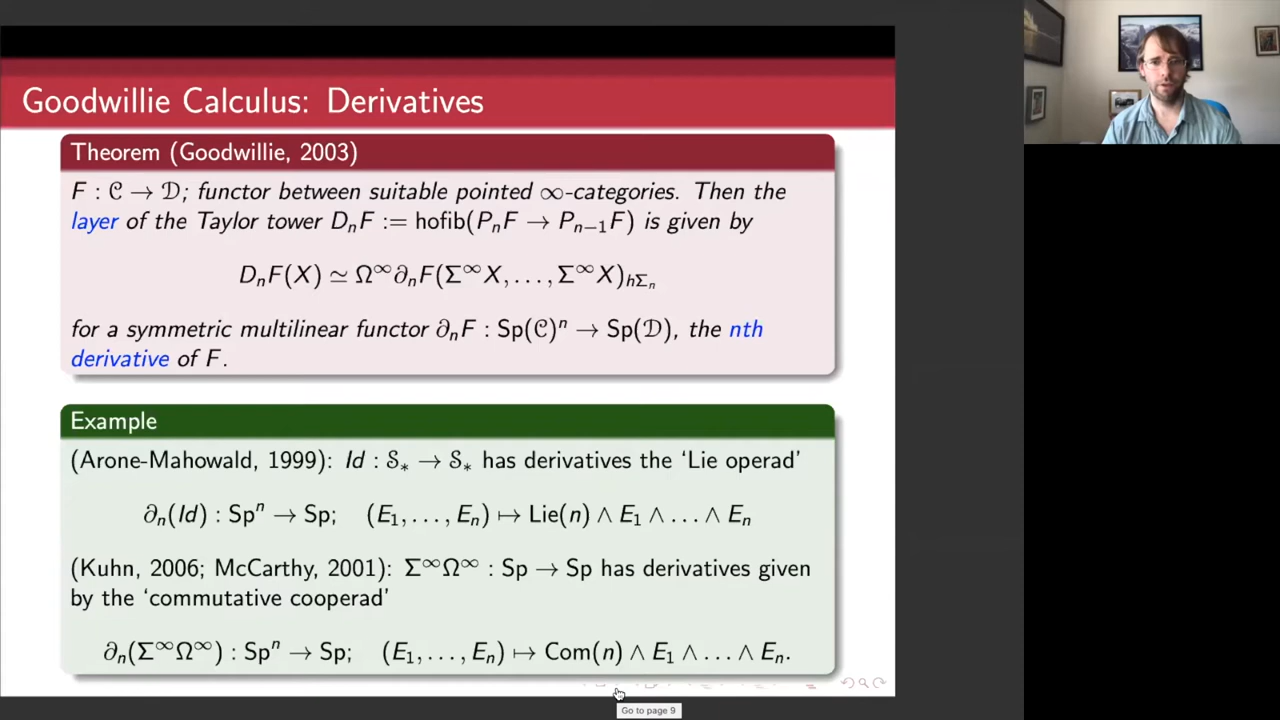 Goodwillie Calculus: Derivatives
Theorem (Goodwillie, 2003)
F : 𝒞 → 𝒟; functor between suitable pointed ∞-categories. Then the
layer of the Taylor tower DₙF := hofib(PₙF → Pₙ₋₁F) is given by
DₙF(X) ≃ Ω^∞∂ₙF(Σ^∞X, . . . , Σ^∞X)_{hΣₙ}
for a symmetric multilinear functor ∂ₙF : Sp(𝒞)ⁿ → Sp(𝒟), the nth
derivative of F.
Example
(Arone-Mahowald, 1999): Id : 𝒮_* → 𝒮_* has derivatives the ‘Lie operad’
∂ₙ(Id) : Spⁿ → Sp; (E₁, . . . , Eₙ) ↦ Lie(n) ∧ E₁ ∧ . . . ∧ Eₙ
(Kuhn, 2006; McCarthy, 2001): Σ^∞Ω^∞ : Sp → Sp has derivatives given
by the ‘commutative cooperad’
∂ₙ(Σ^∞Ω^∞) : Spⁿ → Sp; (E₁, . . . , Eₙ) ↦ Com(n) ∧ E₁ ∧ . . . ∧ Eₙ.
Go to page 9